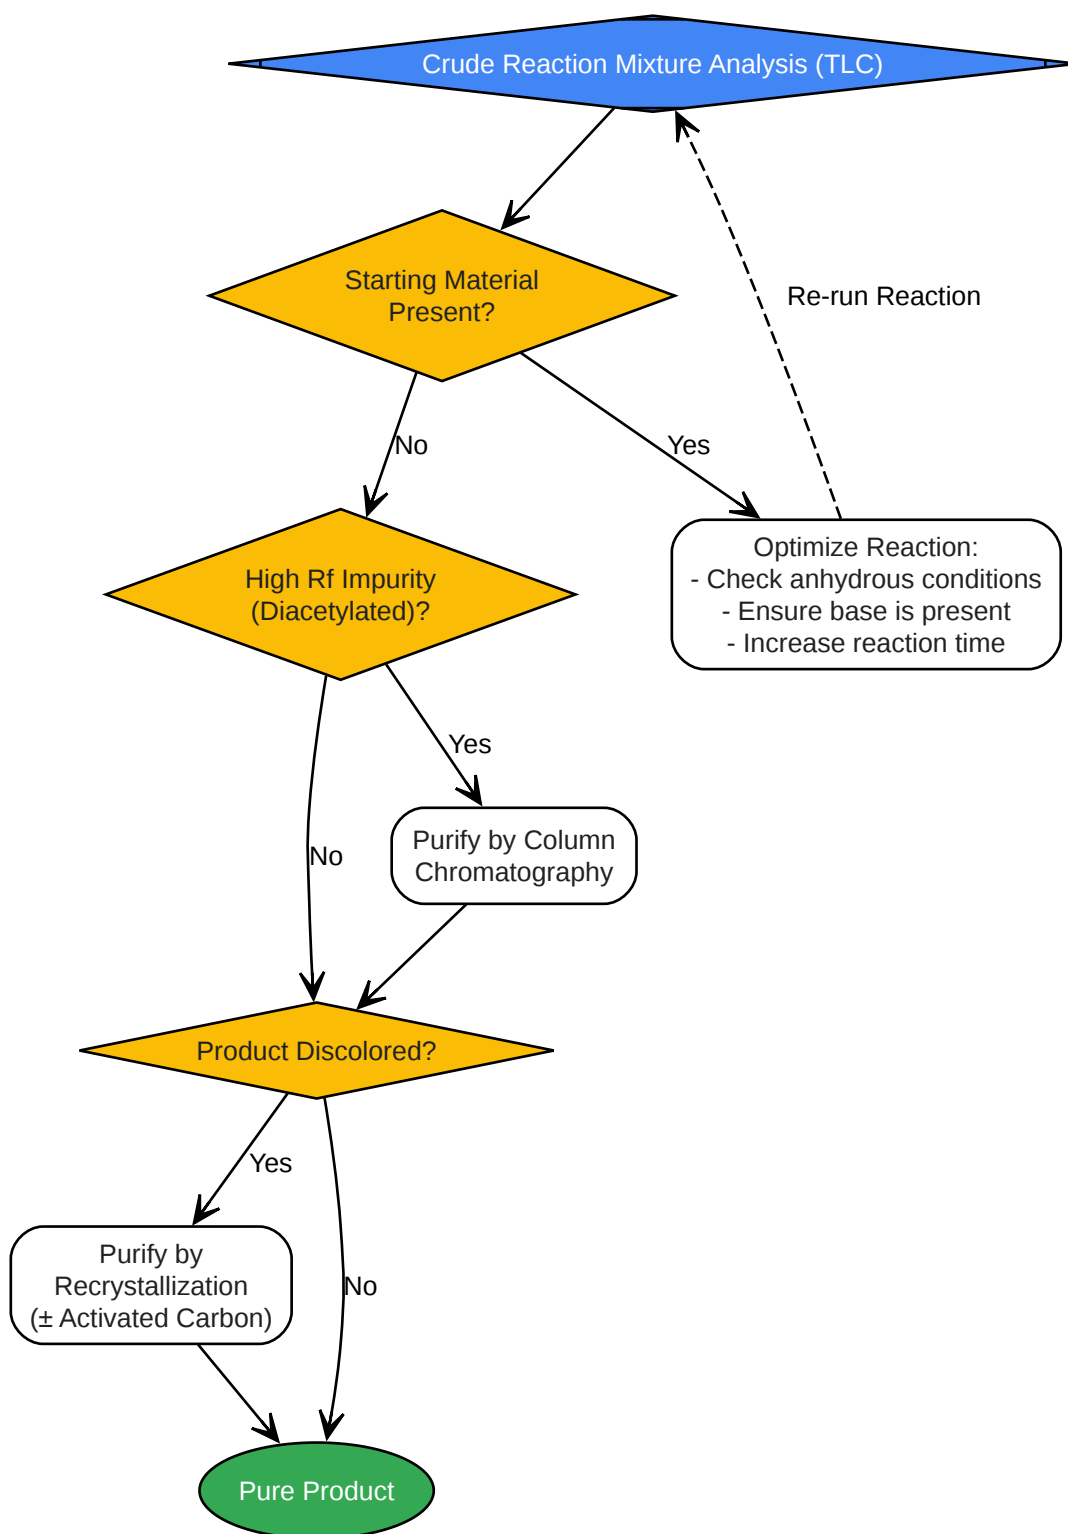 Crude Reaction Mixture Analysis (TLC)
Starting Material
Present?
Re-run Reaction
No
Yes
Optimize Reaction:
- Check anhydrous conditions
- Ensure base is present
- Increase reaction time
High Rf Impurity
(Diacetylated)?
Yes
No
Purify by Column
Chromatography
Product Discolored?
Yes
No
Purify by
Recrystallization
(± Activated Carbon)
Pure Product